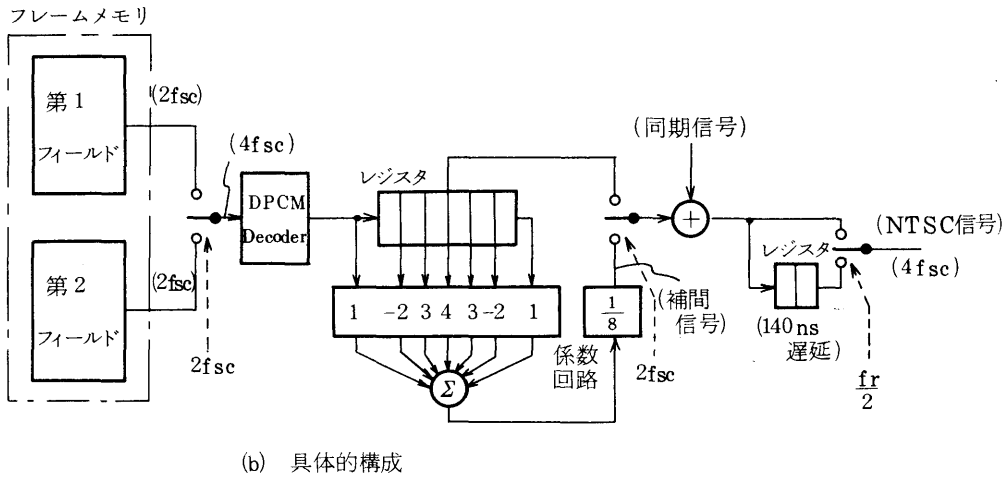 フレームメモリ
第1
フィールド
(2fsc)
(4fsc)
第2
フィールド
(2fsc)
2fsc
DPCM
Decoder
レジスタ
1 -2 3 4 3 -2 1
Σ
係数
回路
1/8
(補間
信号)
2fsc
(同期信号)
+
レジスタ
(140ns
遅延)
fr/2
(NTSC信号)
(4fsc)
(b) 具体的構成